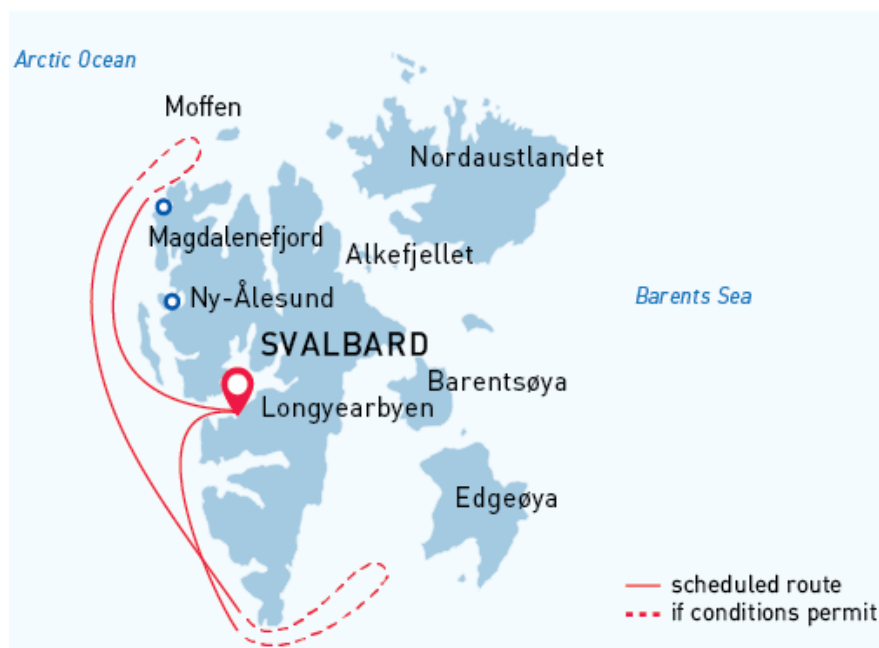 Arctic Ocean
Moffen
Nordaustlandet
Magdalenefjord
Alkefjellet
Ny-Ålesund
Barents Sea
SVALBARD
Barentsøya
Longyearbyen
Edgeøya
scheduled route
if conditions permit